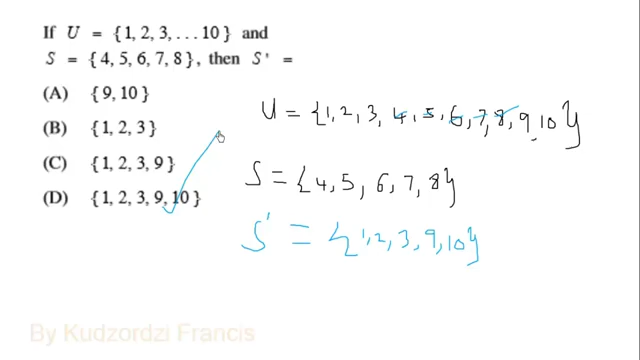 If U = {1, 2, 3, ...10} and
S = {4, 5, 6, 7, 8}, then S' =
(A) {9, 10}
(B) {1, 2, 3}
(C) {1, 2, 3, 9}
(D) {1, 2, 3, 9, 10}
U = {1, 2, 3, 4, 5, 6, 7, 8, 9, 10}
S = {4, 5, 6, 7, 8}
S' = {1, 2, 3, 9, 10}
By Kudzordzi Francis